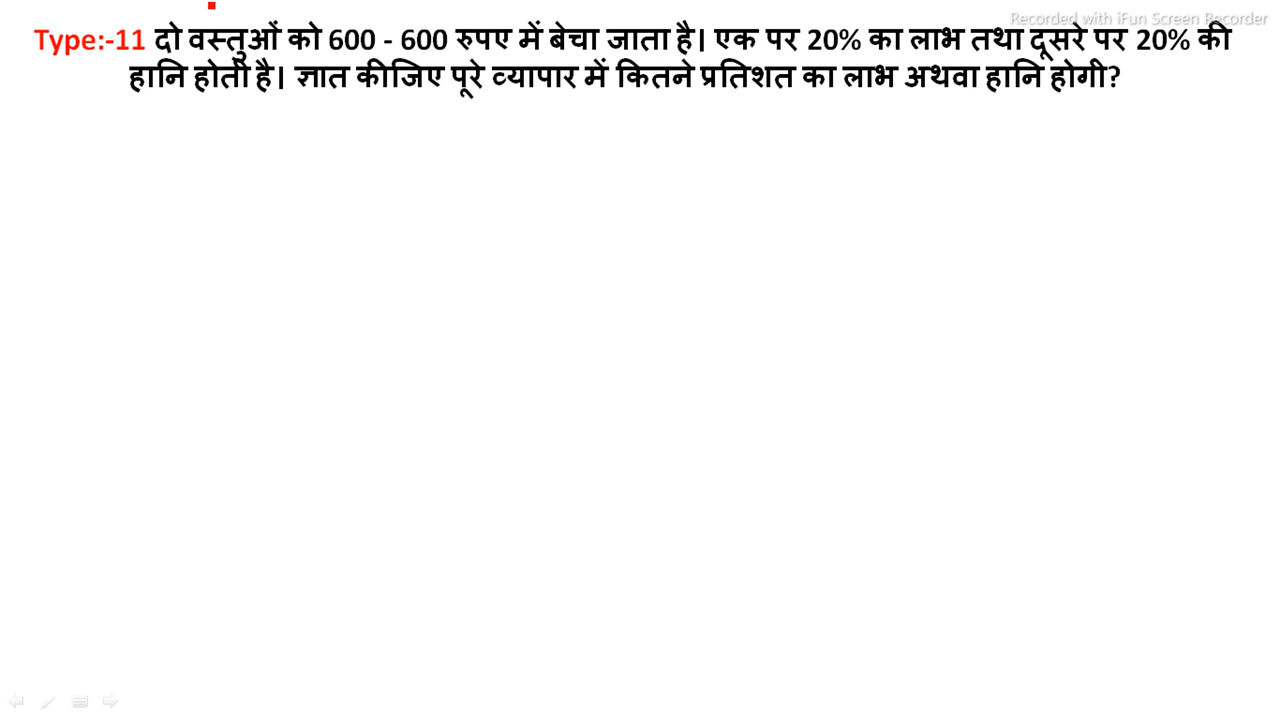 Recorded with iFun Screen Recorder
Type:-11 दो वस्तुओं को 600 - 600 रुपए में बेचा जाता है। एक पर 20% का लाभ तथा दूसरे पर 20% की
हानि होती है। ज्ञात कीजिए पूरे व्यापार में कितने प्रतिशत का लाभ अथवा हानि होगी?